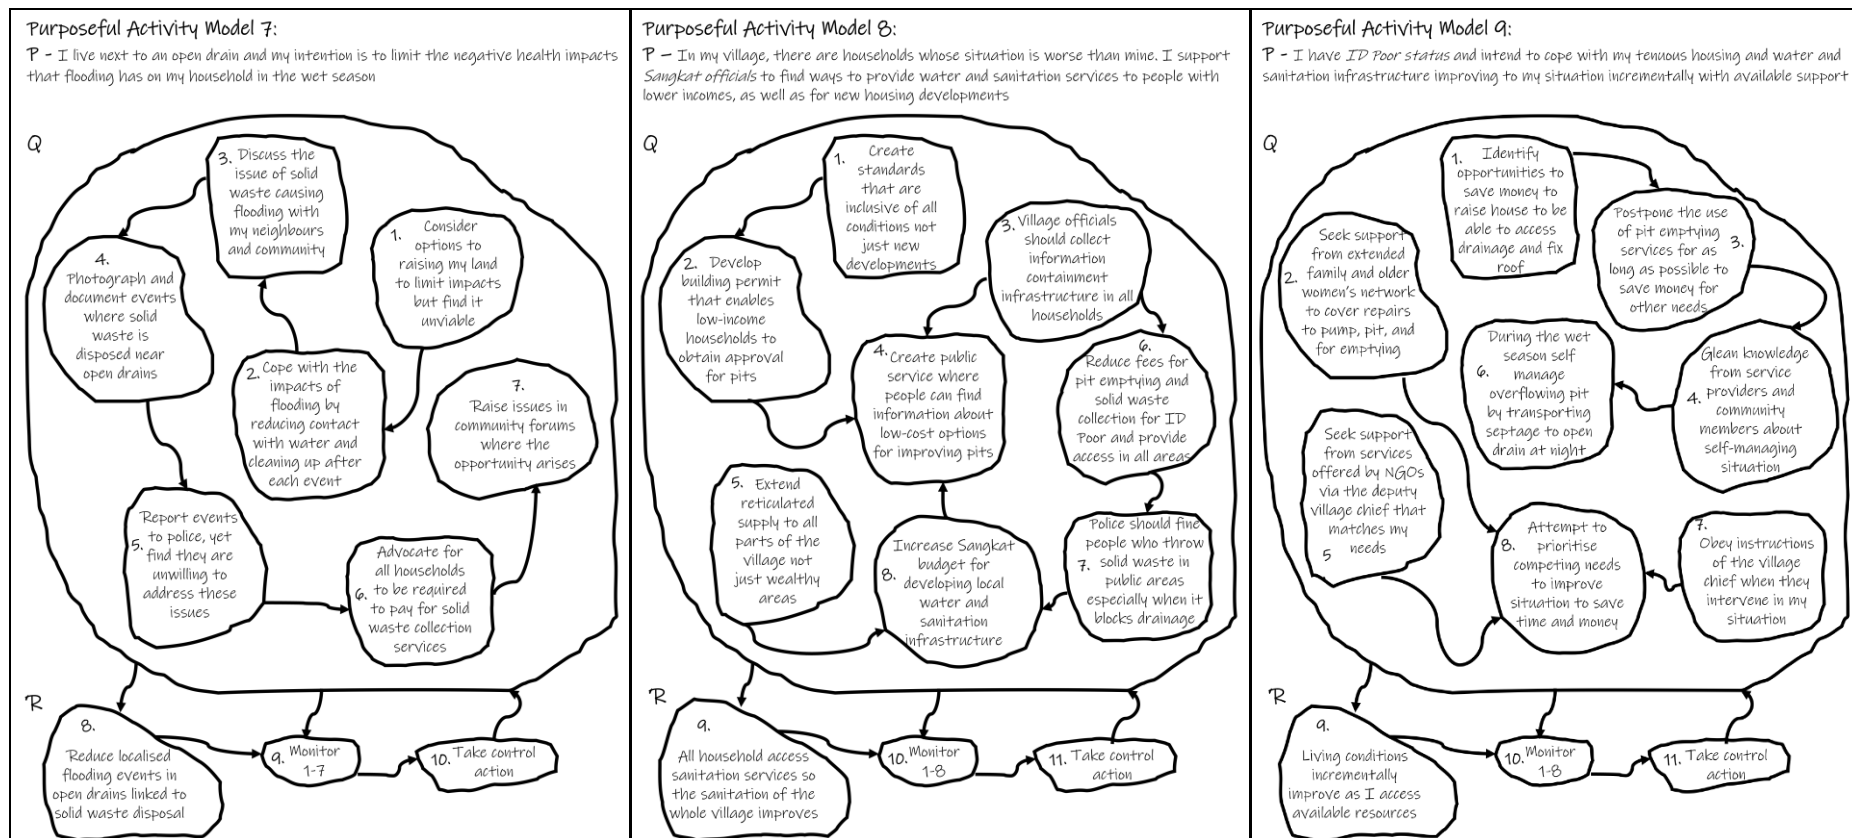 Purposeful Activity Model 7:
P - I live next to an open drain and my intention is to limit the negative health impacts
that flooding has on my household in the wet season
Q
3. Discuss the
issue of solid
waste causing
flooding with
my neighbours
and community
1. Consider
options to
raising my land
to limit impacts
but find it
unviable
4.
Photograph and
document events
where solid
waste is
disposed near
open drains
2. Cope with the
impacts of
flooding by
reducing contact
with water and
cleaning up after
each event
7.
Raise issues in
community forums
where the
opportunity arises
Report events
to police, yet
5. find they are
unwilling to
address these
issues
Advocate for
all households
to be required
6. to pay for solid
waste collection
services
R
8.
Reduce localised
flooding events in
open drains linked to
solid waste disposal
9. Monitor
1-7
10. Take control
action
Purposeful Activity Model 8:
P – In my village, there are households whose situation is worse than mine. I support
Sangkat officials to find ways to provide water and sanitation services to people with
lower incomes, as well as for new housing developments
Q
1. Create
standards
that are
inclusive of all
conditions not
just new
developments
3. Village officials
should collect
information
containment
infrastructure in all
households
2. Develop
building permit
that enables
low-income
households to
obtain approval
for pits
4. Create public
service where
people can find
information about
low-cost options
for improving pits
6.
Reduce fees for
pit emptying and
solid waste
collection for ID
Poor and provide
access in all areas
5. Extend
reticulated
supply to all
parts of the
village not
just wealthy
areas
Increase Sangkat
budget for
8. developing local
water and
sanitation
infrastructure
Police should fine
people who throw
7. solid waste in
public areas
especially when it
blocks drainage
R
9.
All household access
sanitation services so
the sanitation of the
whole village improves
10. Monitor
1-8
11. Take control
action
Purposeful Activity Model 9:
P - I have ID Poor status and intend to cope with my tenuous housing and water and
sanitation infrastructure improving to my situation incrementally with available support
Q
1. Identify
opportunities to
save money to
raise house to be
able to access
drainage and fix
roof
Postpone the use
of pit emptying
3. services for as
long as possible to
save money for
other needs
Seek support
from extended
2. family and older
women's network
to cover repairs
to pump, pit, and
for emptying
During the wet
season self
6. manage
overflowing pit
by transporting
septage to open
drain at night
Glean knowledge
from service
4. providers and
community
members about
self-managing
situation
Seek support
from services
offered by NGOs
via the deputy
village chief that
matches my
5 needs
Attempt to
8. prioritise
competing needs
to improve
situation to save
time and money
7.
Obey instructions
of the village
chief when they
intervene in my
situation
R
9.
Living conditions
incrementally
improve as I access
available resources
10. Monitor
1-8
11. Take control
action